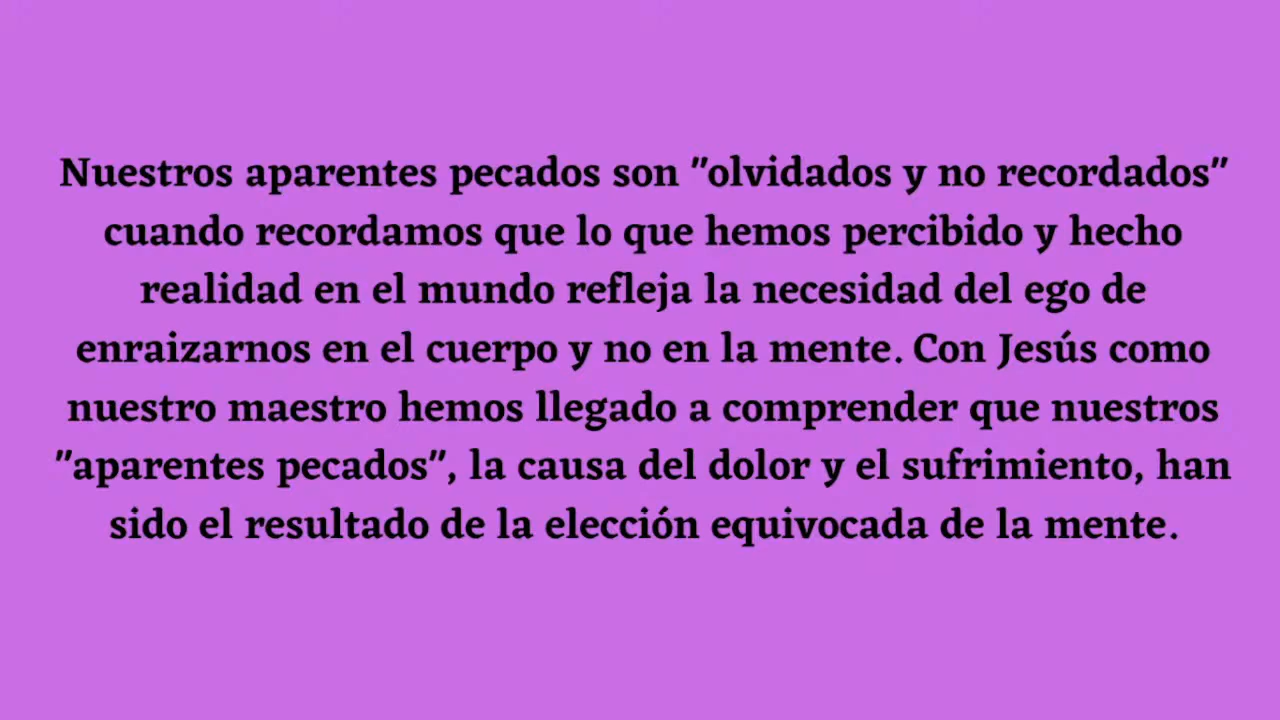 Nuestros aparentes pecados son "olvidados y no recordados"
cuando recordamos que lo que hemos percibido y hecho
realidad en el mundo refleja la necesidad del ego de
enraizarnos en el cuerpo y no en la mente. Con Jesús como
nuestro maestro hemos llegado a comprender que nuestros
"aparentes pecados", la causa del dolor y el sufrimiento, han
sido el resultado de la elección equivocada de la mente.